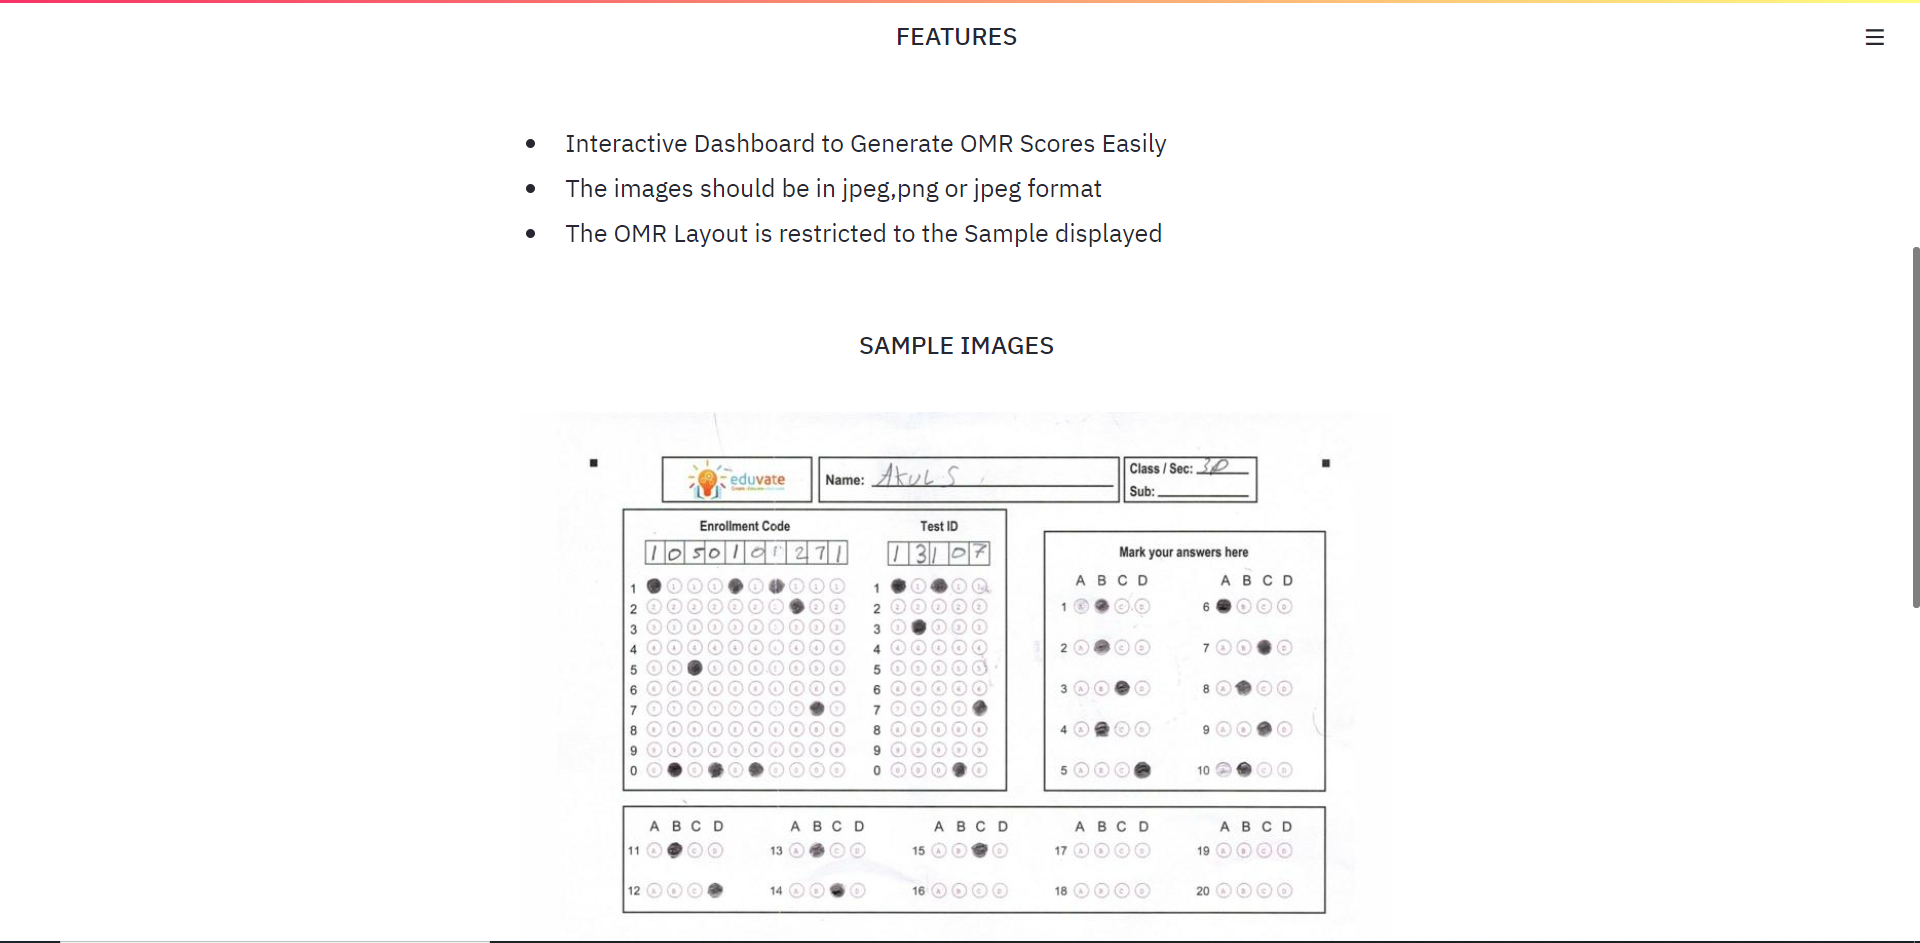 FEATURES
Interactive Dashboard to Generate OMR Scores Easily
The images should be in jpeg,png or jpeg format
The OMR Layout is restricted to the Sample displayed
SAMPLE IMAGES
eduvate
Name: Atul S
Class / Sec: 3D
Sub:
Enrollment Code
Test ID
1 0 5 0 1 0 1 2 7 1
1 3 1 0 7
Mark your answers here
A B C D A B C D
1 1
2 2
3 3
4 4
5 5
6 6
7 7
8 8
9 9
0 0
1 6
2 7
3 8
4 9
5 10
A B C D A B C D A B C D A B C D A B C D
11 13 15 17 19
12 14 16 18 20